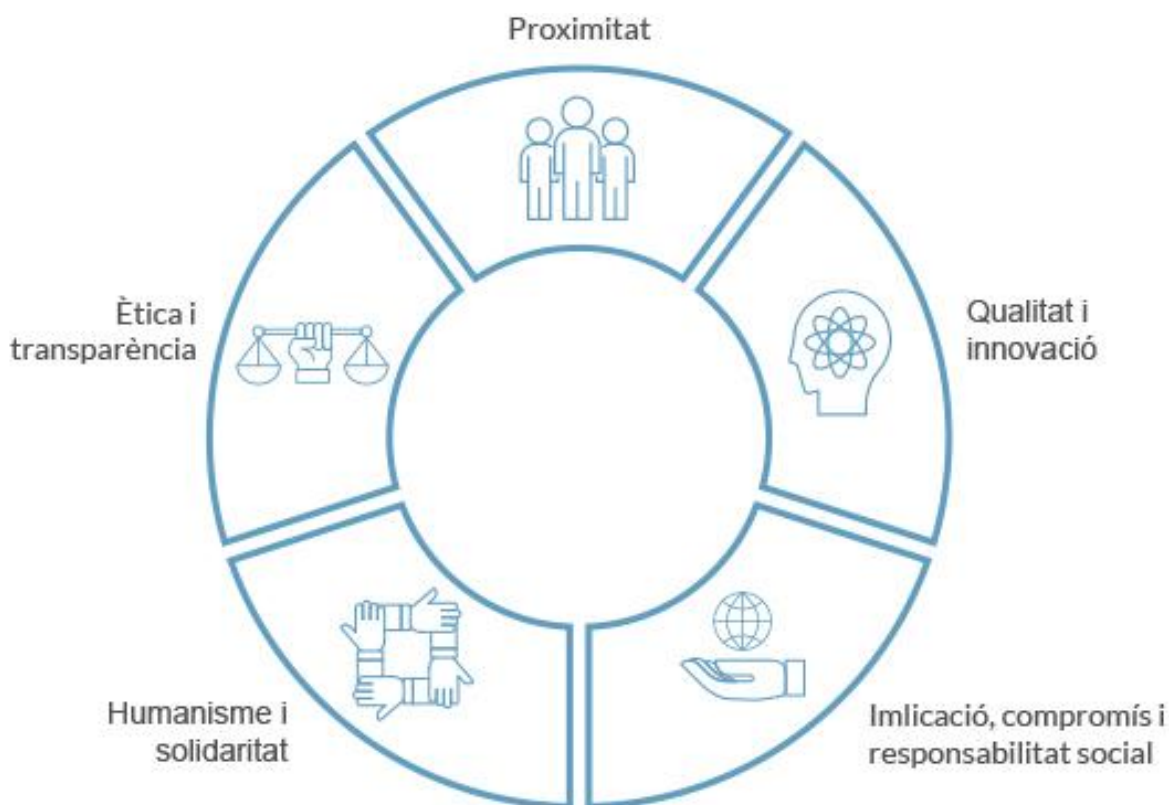 Proximitat
Ètica i
transparència
Qualitat i
innovació
Humanisme i
solidaritat
Imlicació, compromís i
responsabilitat social